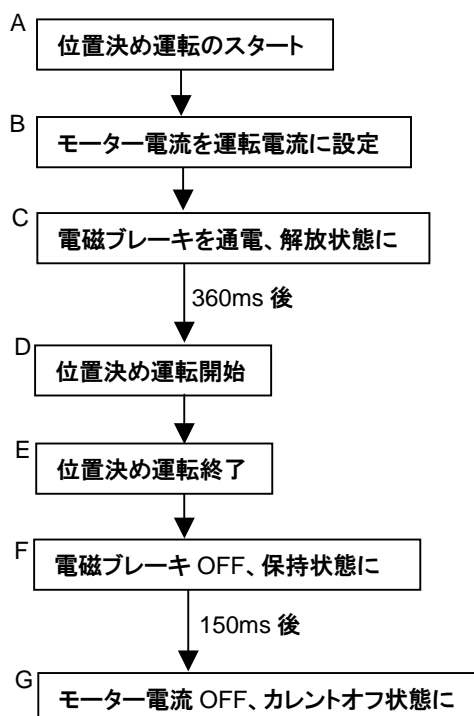 A
位置決め運転のスタート
B
モーター電流を運転電流に設定
C
電磁ブレーキを通電、解放状態に
360ms 後
D
位置決め運転開始
E
位置決め運転終了
F
電磁ブレーキ OFF、保持状態に
150ms 後
G
モーター電流 OFF、カレントオフ状態に